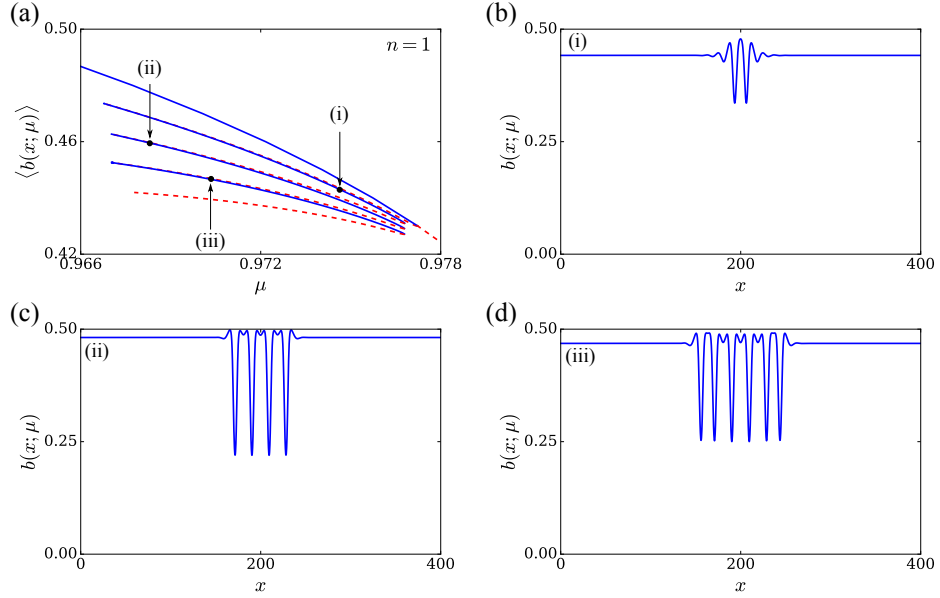 (a)
0.50
n = 1
(ii)
(i)
0.46
⟨b(x; μ)⟩
(iii)
0.42
0.966
0.972
0.978
μ
(b)
0.50
(i)
0.25
b(x; μ)
0.00
0
200
400
x
(c)
0.50
(ii)
0.25
b(x; μ)
0.00
0
200
400
x
(d)
0.50
(iii)
0.25
b(x; μ)
0.00
0
200
400
x